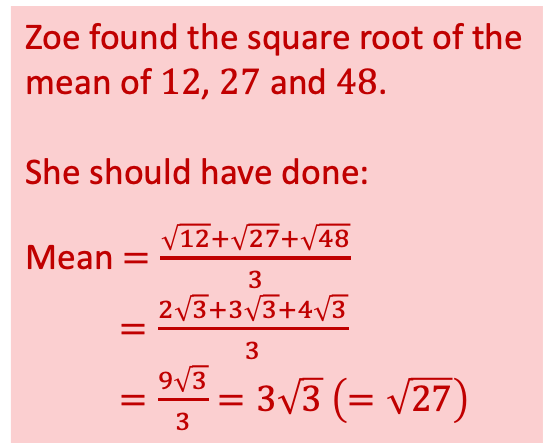 Zoe found the square root of the
mean of 12, 27 and 48.
She should have done:
Mean = (√12+√27+√48)/3
= (2√3+3√3+4√3)/3
= 9√3/3 = 3√3 (= √27)